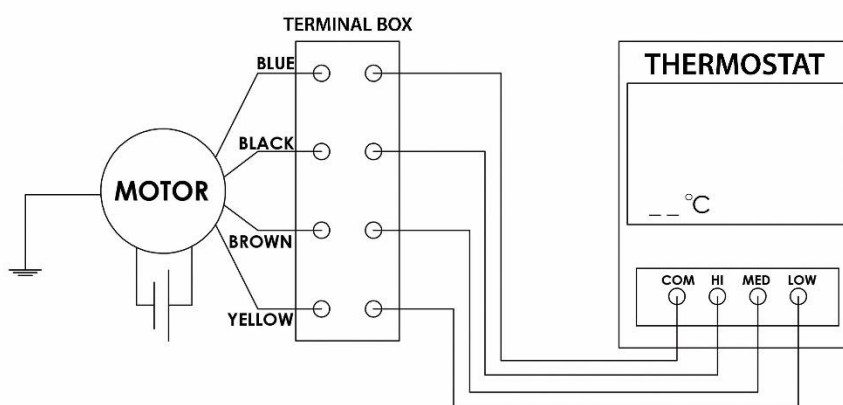 TERMINAL BOX
BLUE
BLACK
MOTOR
BROWN
YELLOW
THERMOSTAT
_ _ °C
COM HI MED LOW